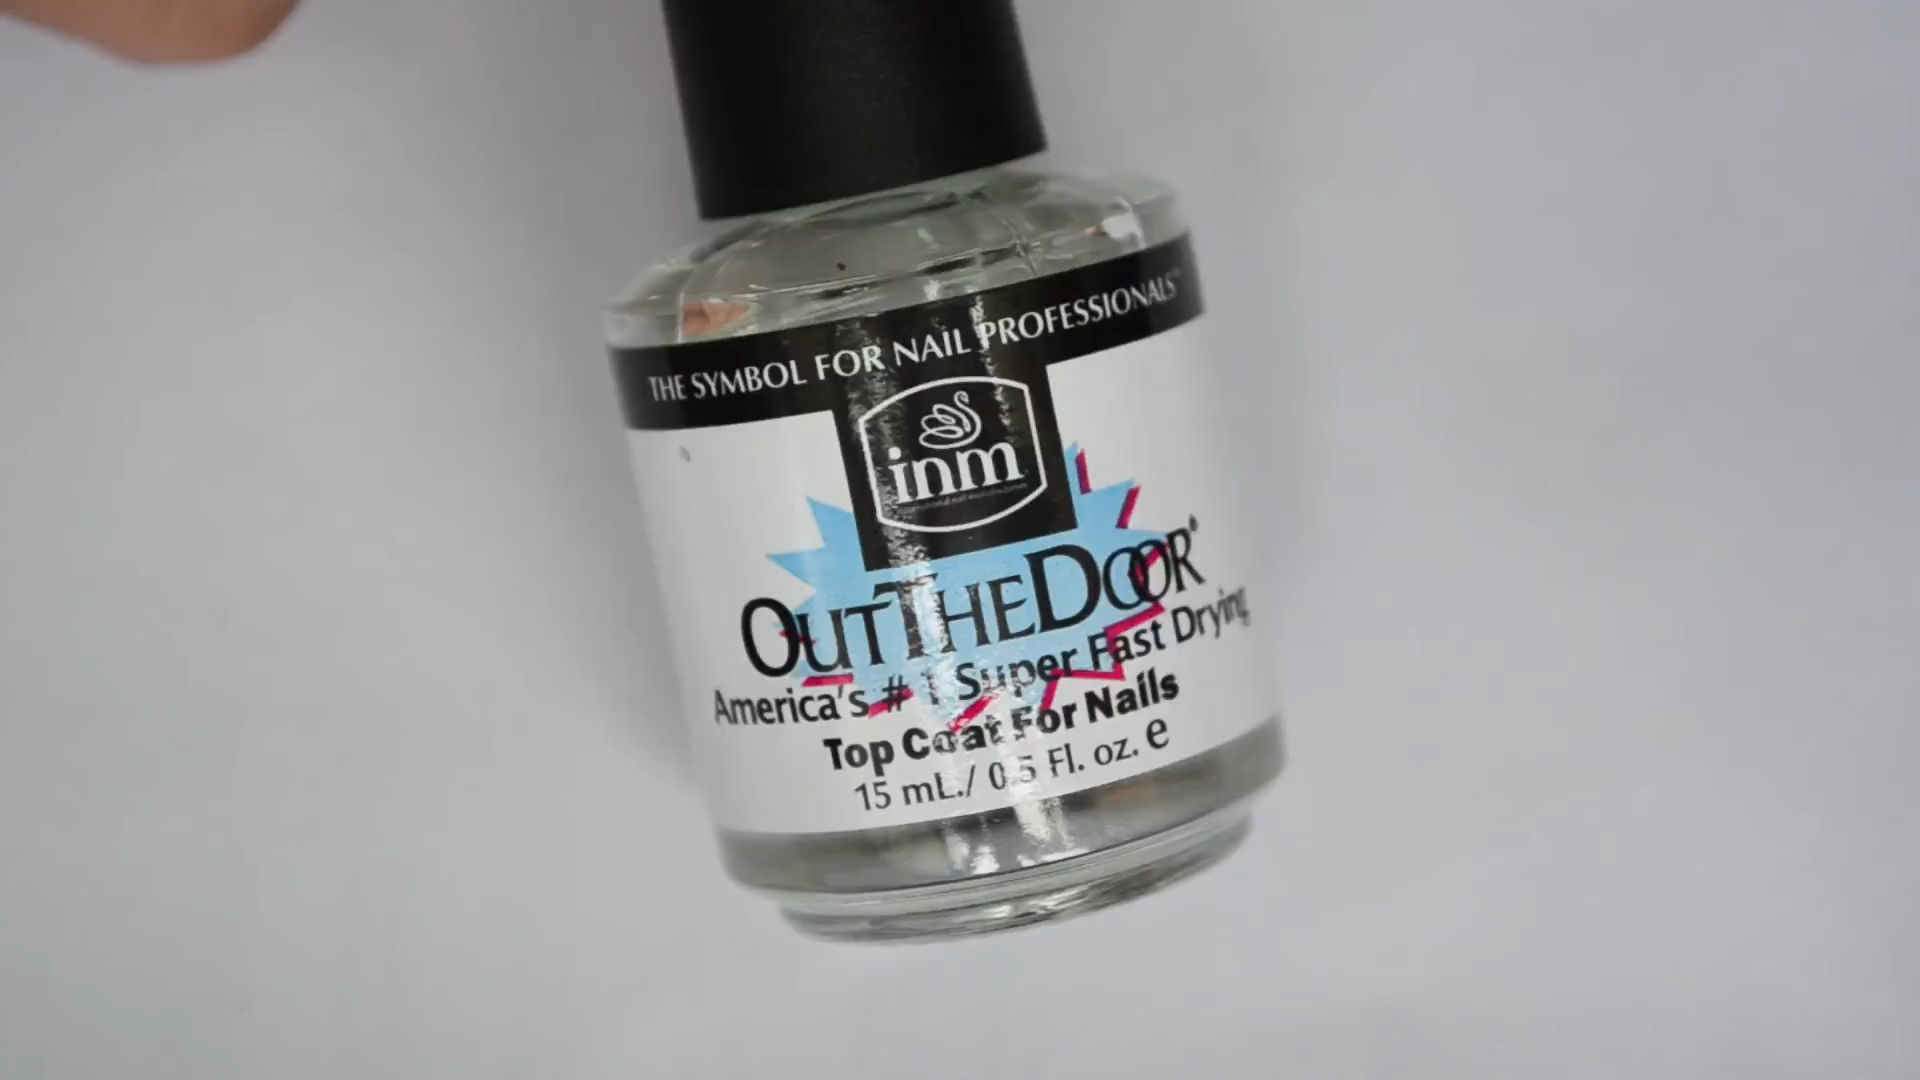 THE SYMBOL FOR NAIL PROFESSIONALS™
inm
OUTTHEDOOR®
America's #1 Super Fast Drying
Top Coat For Nails
15 mL./ 0.5 Fl. oz. e